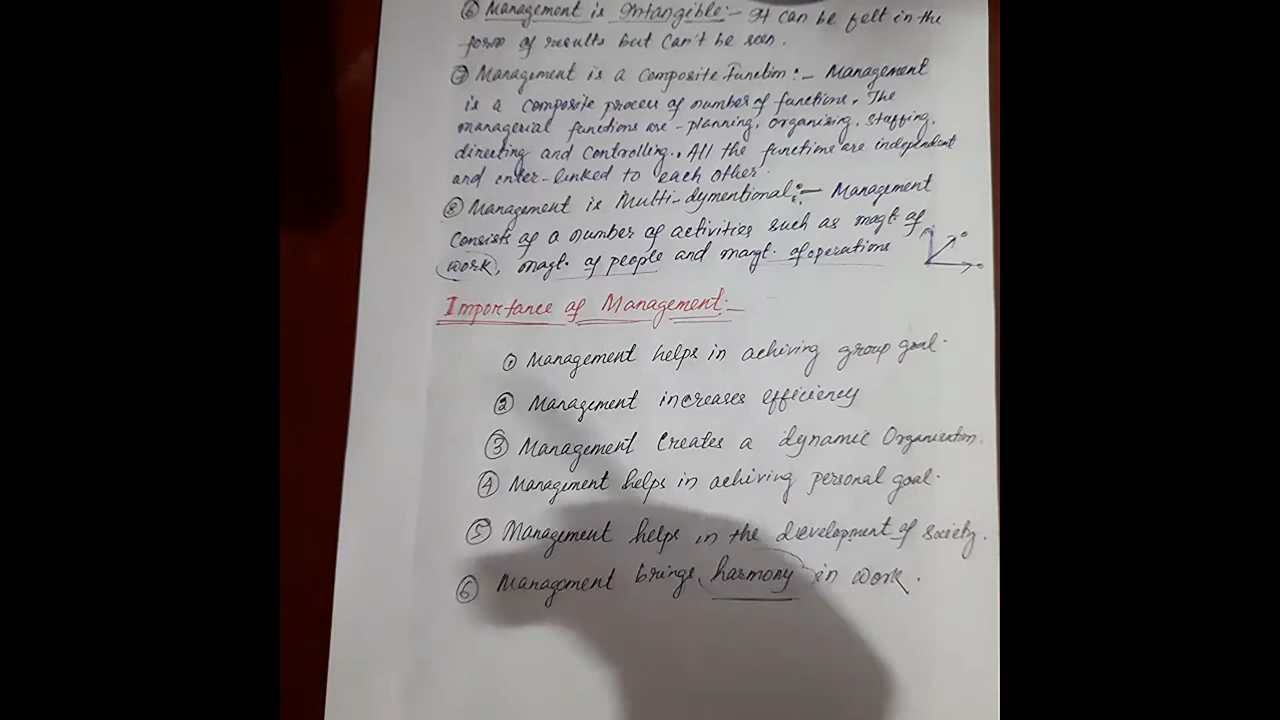 ⑥ Management is Intangible:- It can be felt in the
form of results but can't be seen.
⑦ Management is a Composite Function:- Management
is a composite process of number of functions. The
managerial functions are - planning, organising, staffing,
directing and controlling. All the functions are independent
and inter-linked to each other.
⑧ Management is Multi-dymentional:- Management
Consists of a number of activities such as magt. of
work, magt. of people and mangt. of operations
Importance of Management:-
① Management helps in achiving group goal.
② Management increases efficiency
③ Management Creates a dynamic Organisation.
④ Management helps in achiving personal goal.
⑤ Management helps in the development of society.
⑥ Management brings harmony in work.